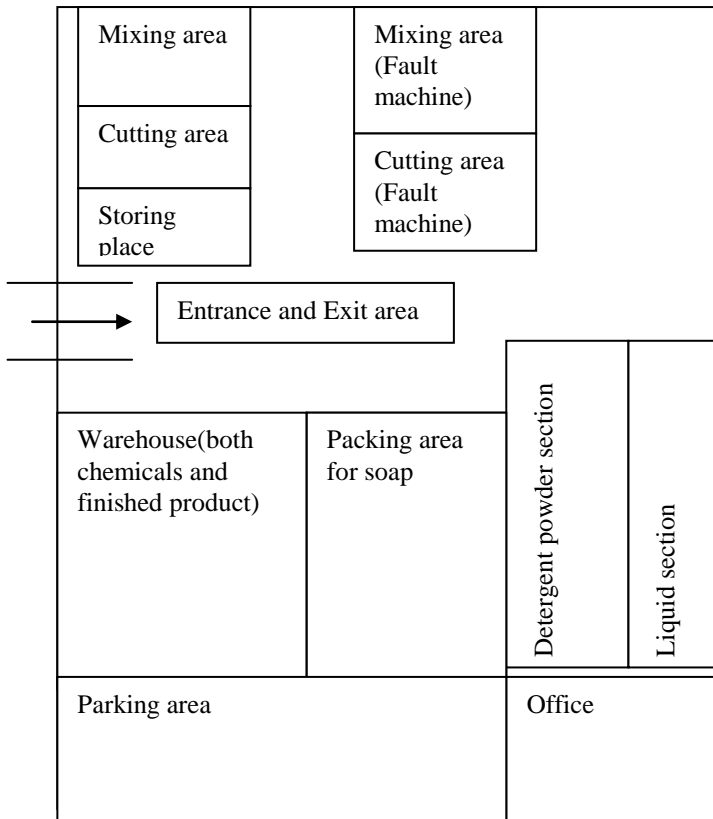 Mixing area
Mixing area
(Fault
machine)
Cutting area
Cutting area
(Fault
machine)
Storing
place
Entrance and Exit area
Warehouse(both
chemicals and
finished product)
Packing area
for soap
Detergent powder section
Liquid section
Parking area
Office